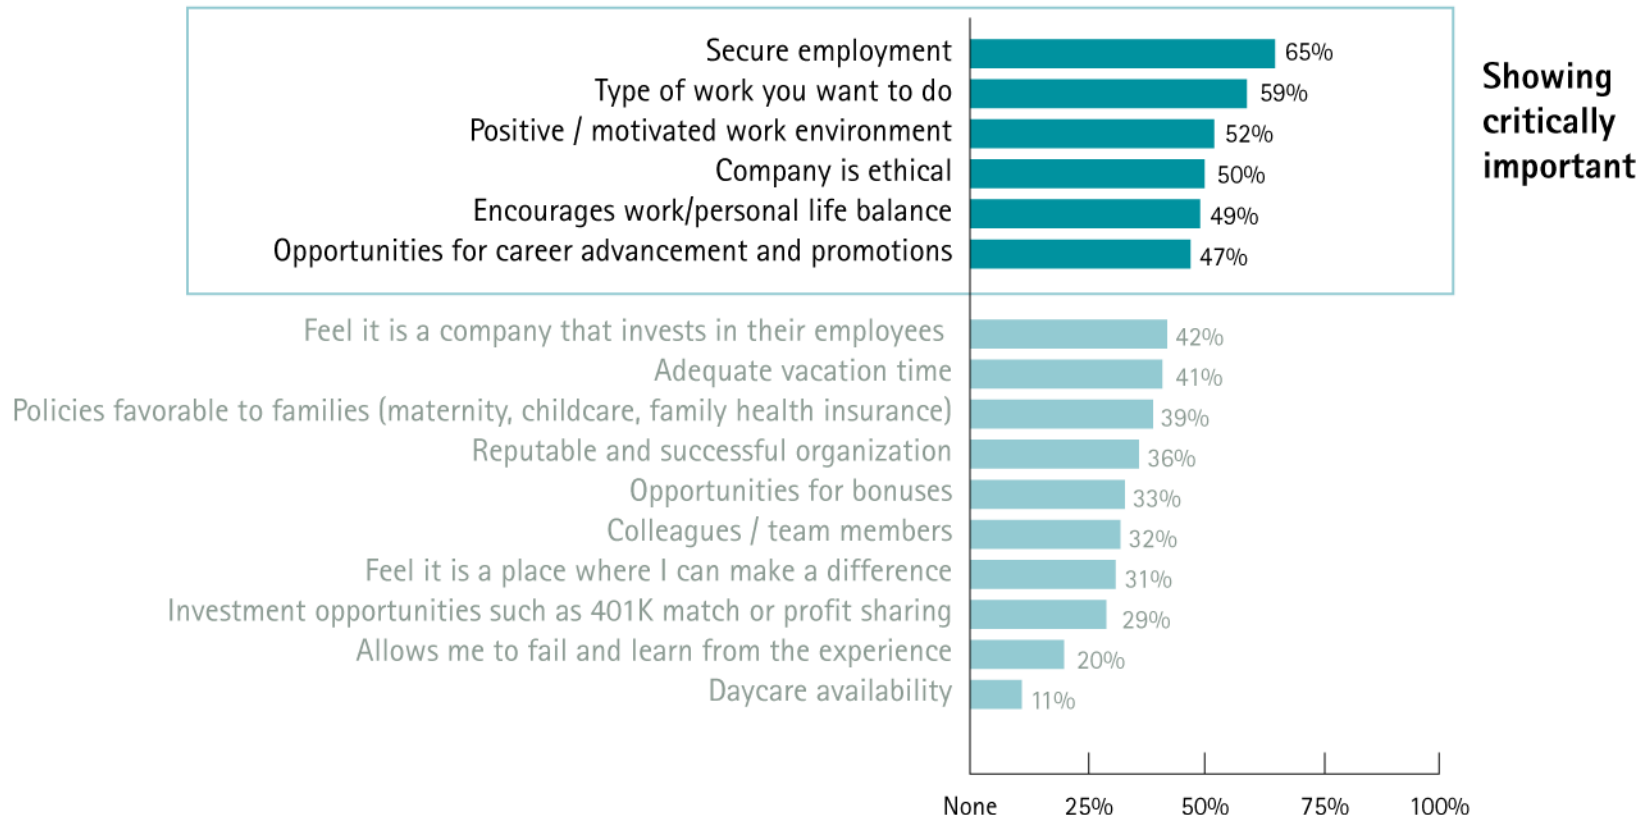 Secure employment 65%
Type of work you want to do 59%
Positive / motivated work environment 52%
Company is ethical 50%
Encourages work/personal life balance 49%
Opportunities for career advancement and promotions 47%
Showing
critically
important
Feel it is a company that invests in their employees 42%
Adequate vacation time 41%
Policies favorable to families (maternity, childcare, family health insurance) 39%
Reputable and successful organization 36%
Opportunities for bonuses 33%
Colleagues / team members 32%
Feel it is a place where I can make a difference 31%
Investment opportunities such as 401K match or profit sharing 29%
Allows me to fail and learn from the experience 20%
Daycare availability 11%
None 25% 50% 75% 100%